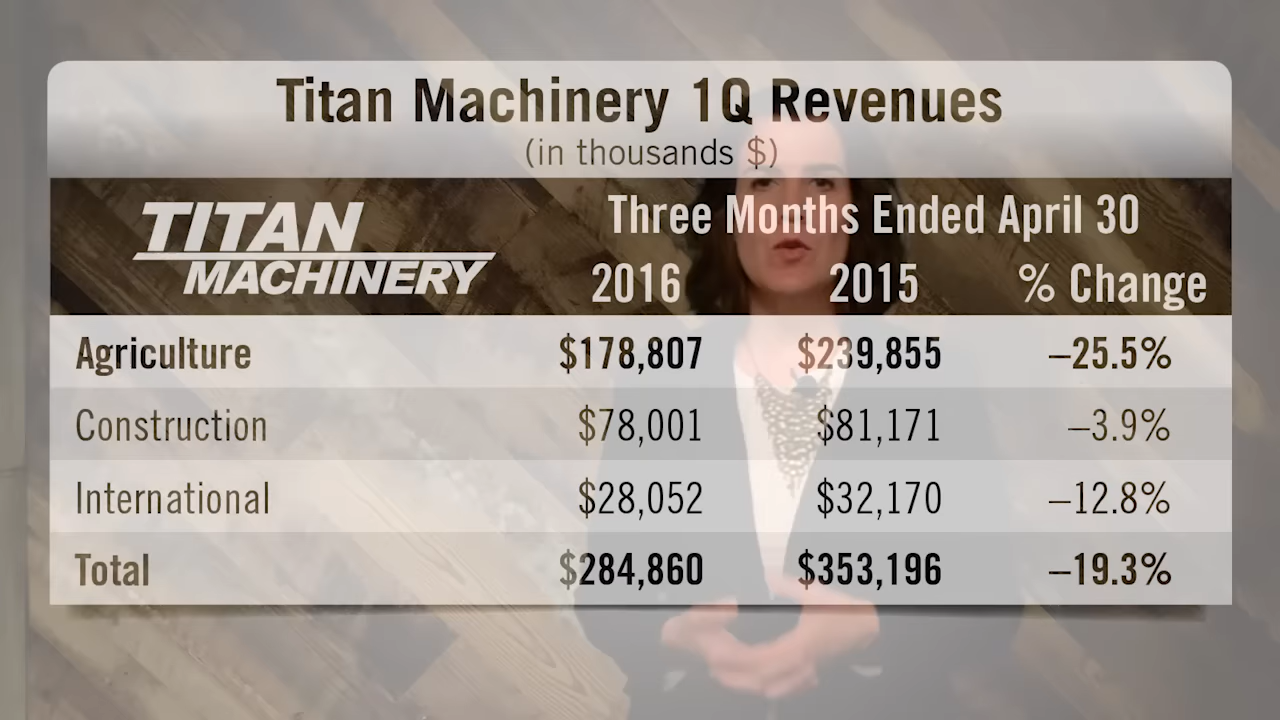 Titan Machinery 1Q Revenues
(in thousands $)
TITAN
MACHINERY
Three Months Ended April 30
2016 2015 % Change
Agriculture $178,807 $239,855 –25.5%
Construction $78,001 $81,171 –3.9%
International $28,052 $32,170 –12.8%
Total $284,860 $353,196 –19.3%